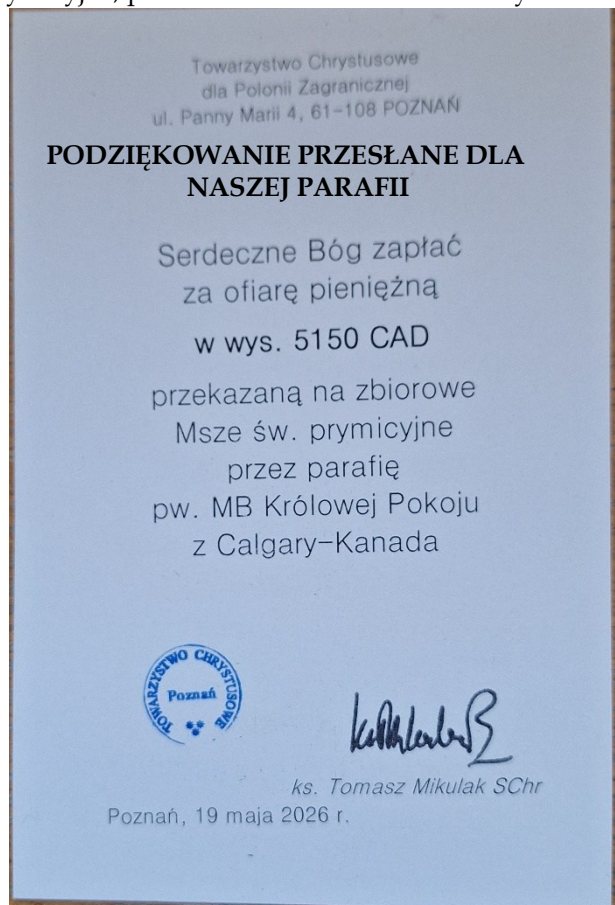 Towarzystwo Chrystusowe
dla Polonii Zagranicznej
ul. Panny Marii 4, 61-108 POZNAŃ
PODZIĘKOWANIE PRZESŁANE DLA
NASZEJ PARAFII
Serdeczne Bóg zapłać
za ofiarę pieniężną
w wys. 5150 CAD
przekazaną na zbiorowe
Msze św. prymicyjne
przez parafię
pw. MB Królowej Pokoju
z Calgary-Kanada
TOWARZYSTWO CHRYSTUSOWE
Poznań
ks. Tomasz Mikulak SChr
Poznań, 19 maja 2026 r.